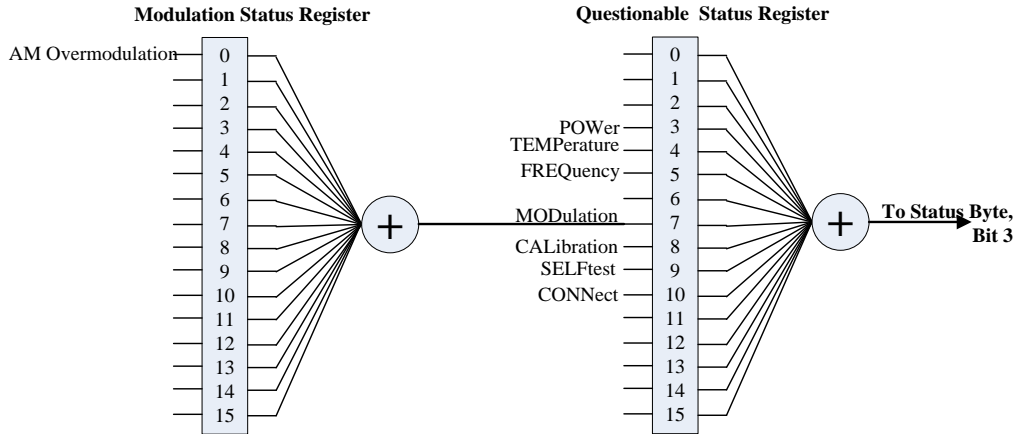 Modulation Status Register
AM Overmodulation
0
1
2
3
4
5
6
7
8
9
10
11
12
13
14
15
+
Questionable Status Register
POWer
TEMPerature
FREQuency
MODulation
CALibration
SELFtest
CONNect
0
1
2
3
4
5
6
7
8
9
10
11
12
13
14
15
+
To Status Byte,
Bit 3